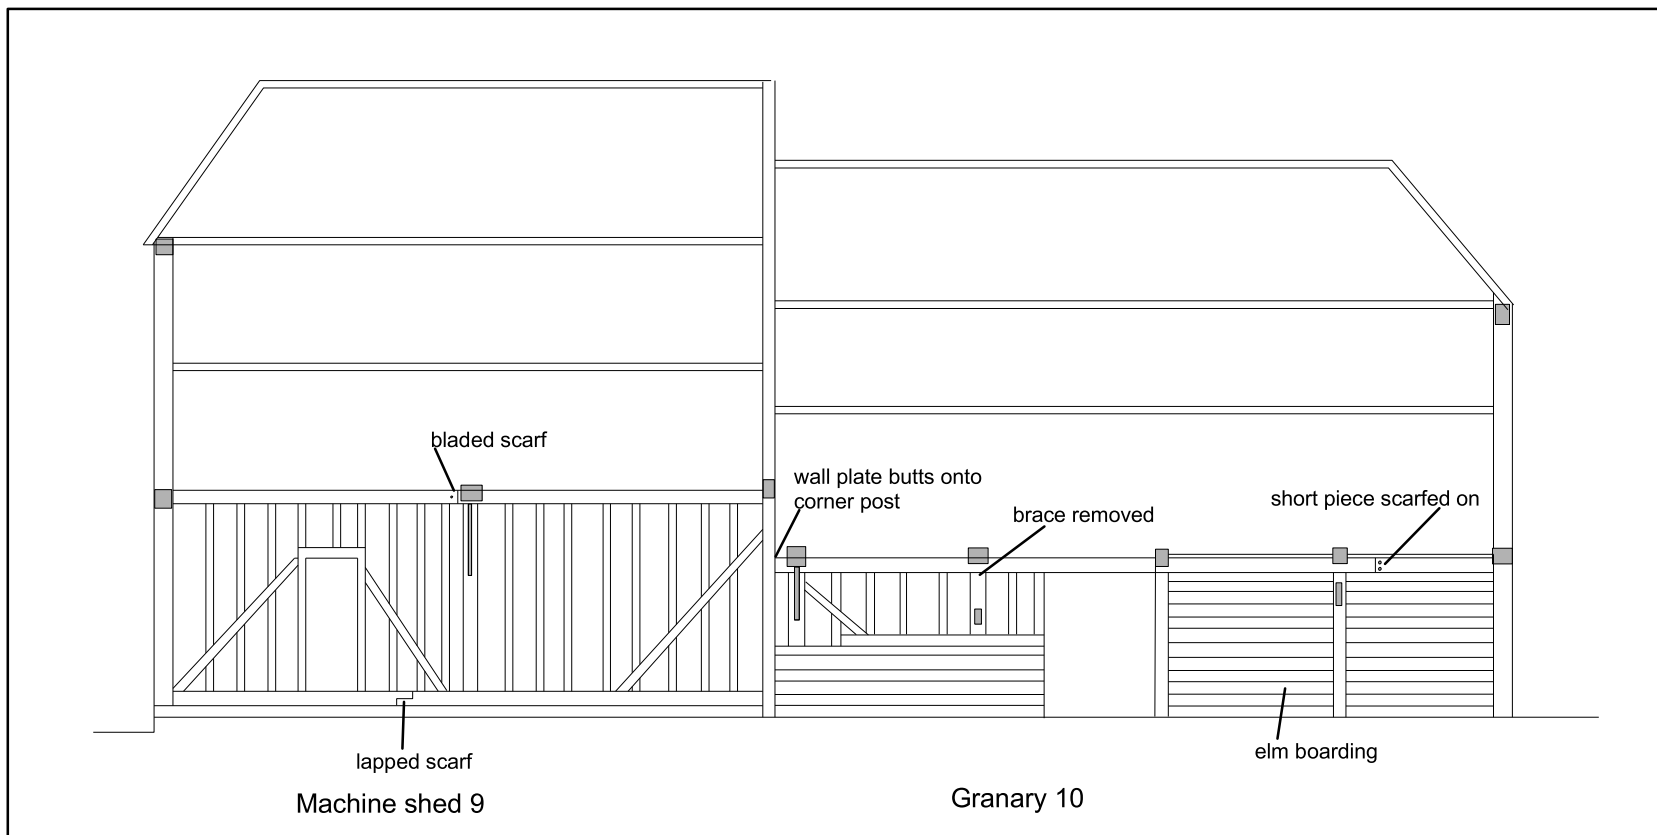 bladed scarf
wall plate butts onto
corner post
brace removed
short piece scarfed on
elm boarding
lapped scarf
Machine shed 9
Granary 10